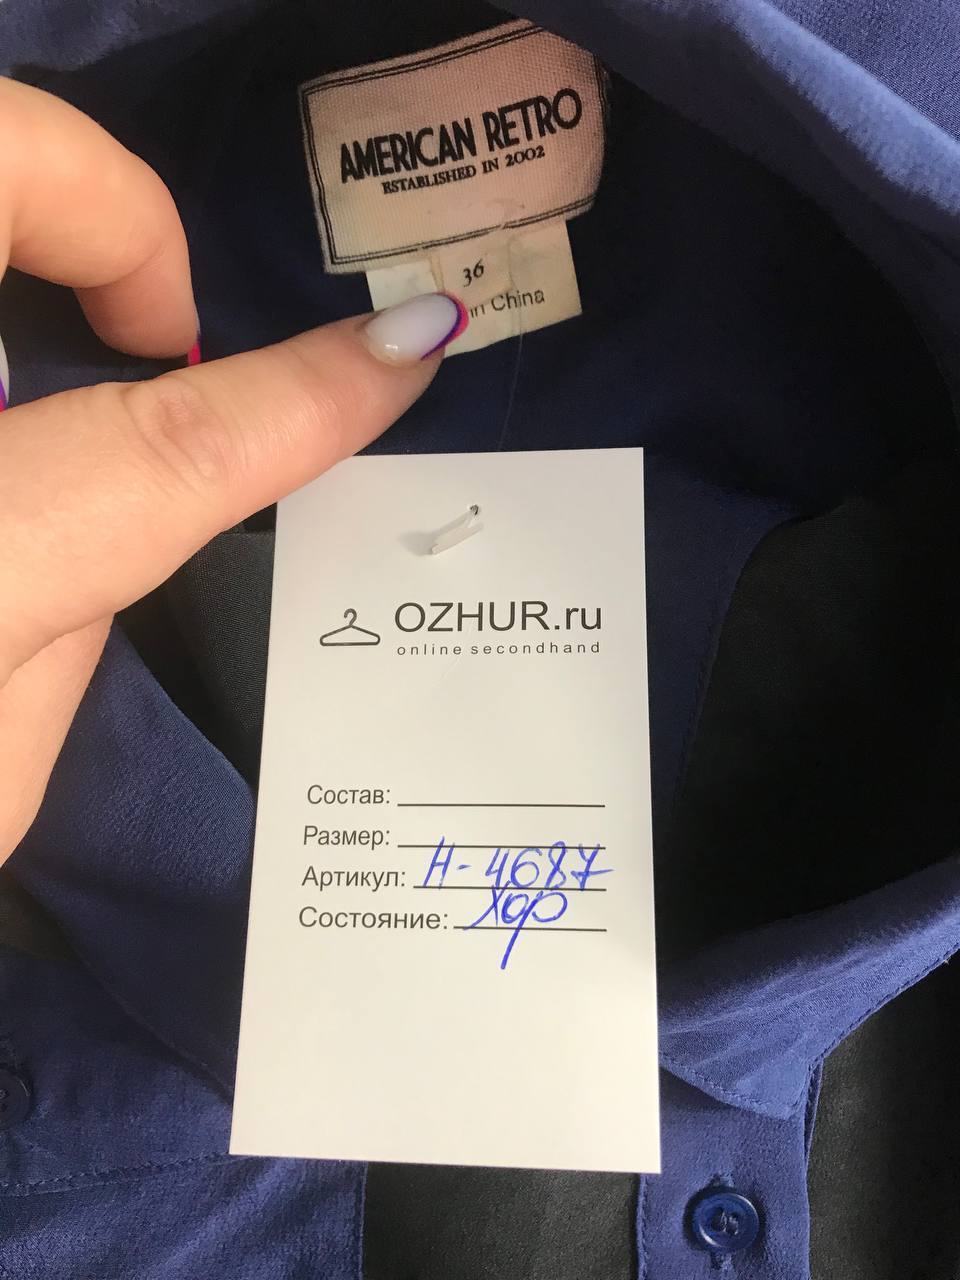 AMERICAN RETRO
ESTABLISHED IN 2002
36
in China
OZHUR.ru
online secondhand
Состав:
Размер:
Артикул: Н-4687
Состояние: хор